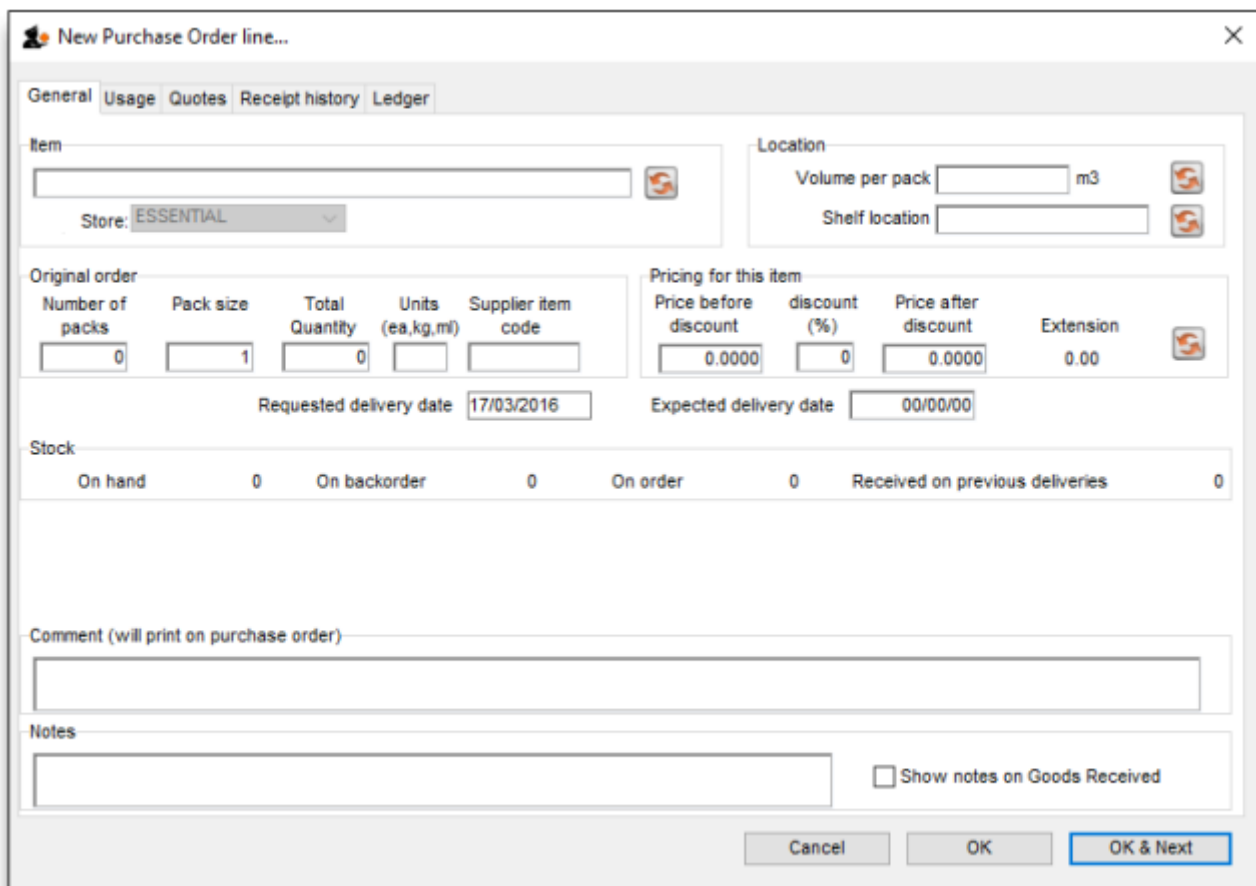 New Purchase Order line...
General Usage Quotes Receipt history Ledger
Item
Store: ESSENTIAL
Location
Volume per pack m3
Shelf location
Original order
Number of packs Pack size Total Quantity Units (ea,kg,ml) Supplier item code
0 1 0
Pricing for this item
Price before discount discount (%) Price after discount Extension
0.0000 0 0.0000 0.00
Requested delivery date 17/03/2016 Expected delivery date 00/00/00
Stock
On hand 0 On backorder 0 On order 0 Received on previous deliveries 0
Comment (will print on purchase order)
Notes
Show notes on Goods Received
Cancel OK OK & Next